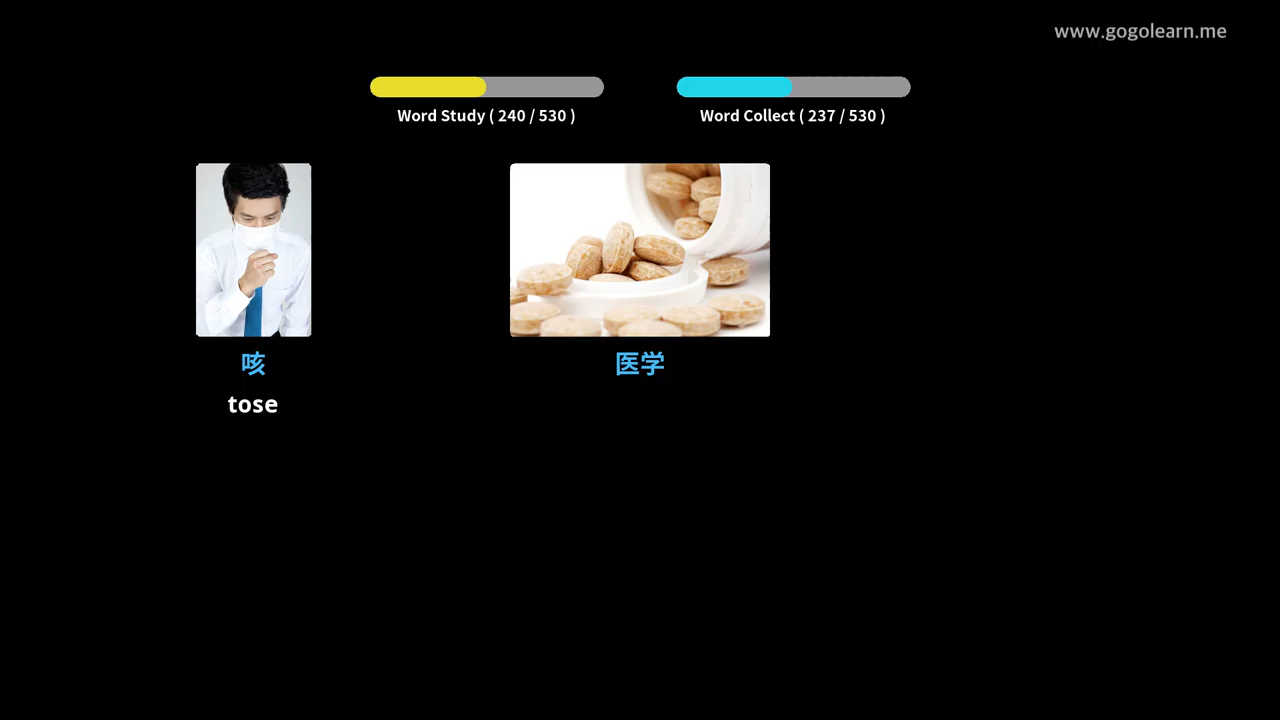 www.gogolearn.me
Word Study ( 240 / 530 )
Word Collect ( 237 / 530 )
咳
医学
tose